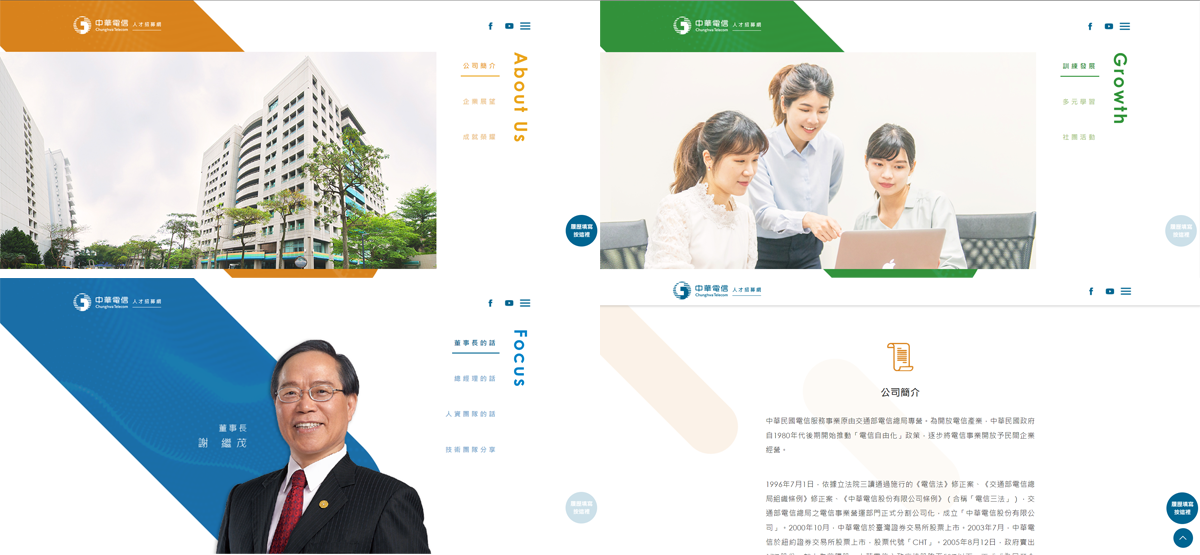 中華電信 人才招募網
Chunghwa Telecom
About Us
公司簡介
企業展望
成就榮耀
履歷填寫
按這裡
中華電信 人才招募網
Chunghwa Telecom
Growth
訓練發展
多元學習
社團活動
履歷填寫
按這裡
中華電信 人才招募網
Chunghwa Telecom
Focus
董事長的話
總經理的話
人資團隊的話
技術團隊分享
董事長
謝 繼茂
履歷填寫
按這裡
中華電信 人才招募網
Chunghwa Telecom
公司簡介
中華民國電信服務事業原由交通部電信總局專營。為開放電信產業，中華民國政府
自1980年代後期開始推動「電信自由化」政策，逐步將電信事業開放予民間企業
經營。
1996年7月1日，依據立法院三讀通過施行的《電信法》修正案、《交通部電信總
局組織條例》修正案、《中華電信股份有限公司條例》（合稱「電信三法」），交
通部電信總局之電信事業營運部門正式分割公司化，成立「中華電信股份有限公
司」。2000年10月，中華電信於臺灣證券交易所股票上市。2003年7月，中華電
信於紐約證券交易所股票上市，股票代號「CHT」。2005年8月12日，政府賣出
履歷填寫
按這裡